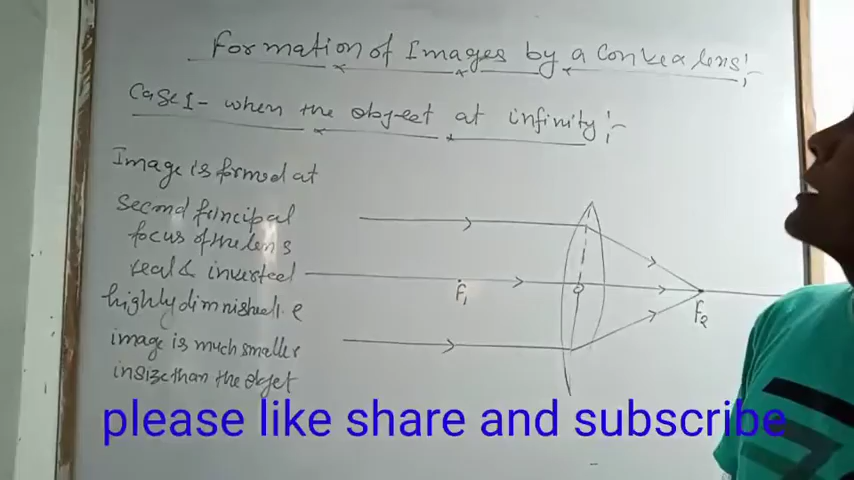 Formation of Images by a Convex lens:-
Case I - when the object at infinity:-
Image is formed at
second principal
focus of the lens
real & inverted
highly diminished i.e
image is much smaller
in size than the objet
F1
O
F2
please like share and subscribe